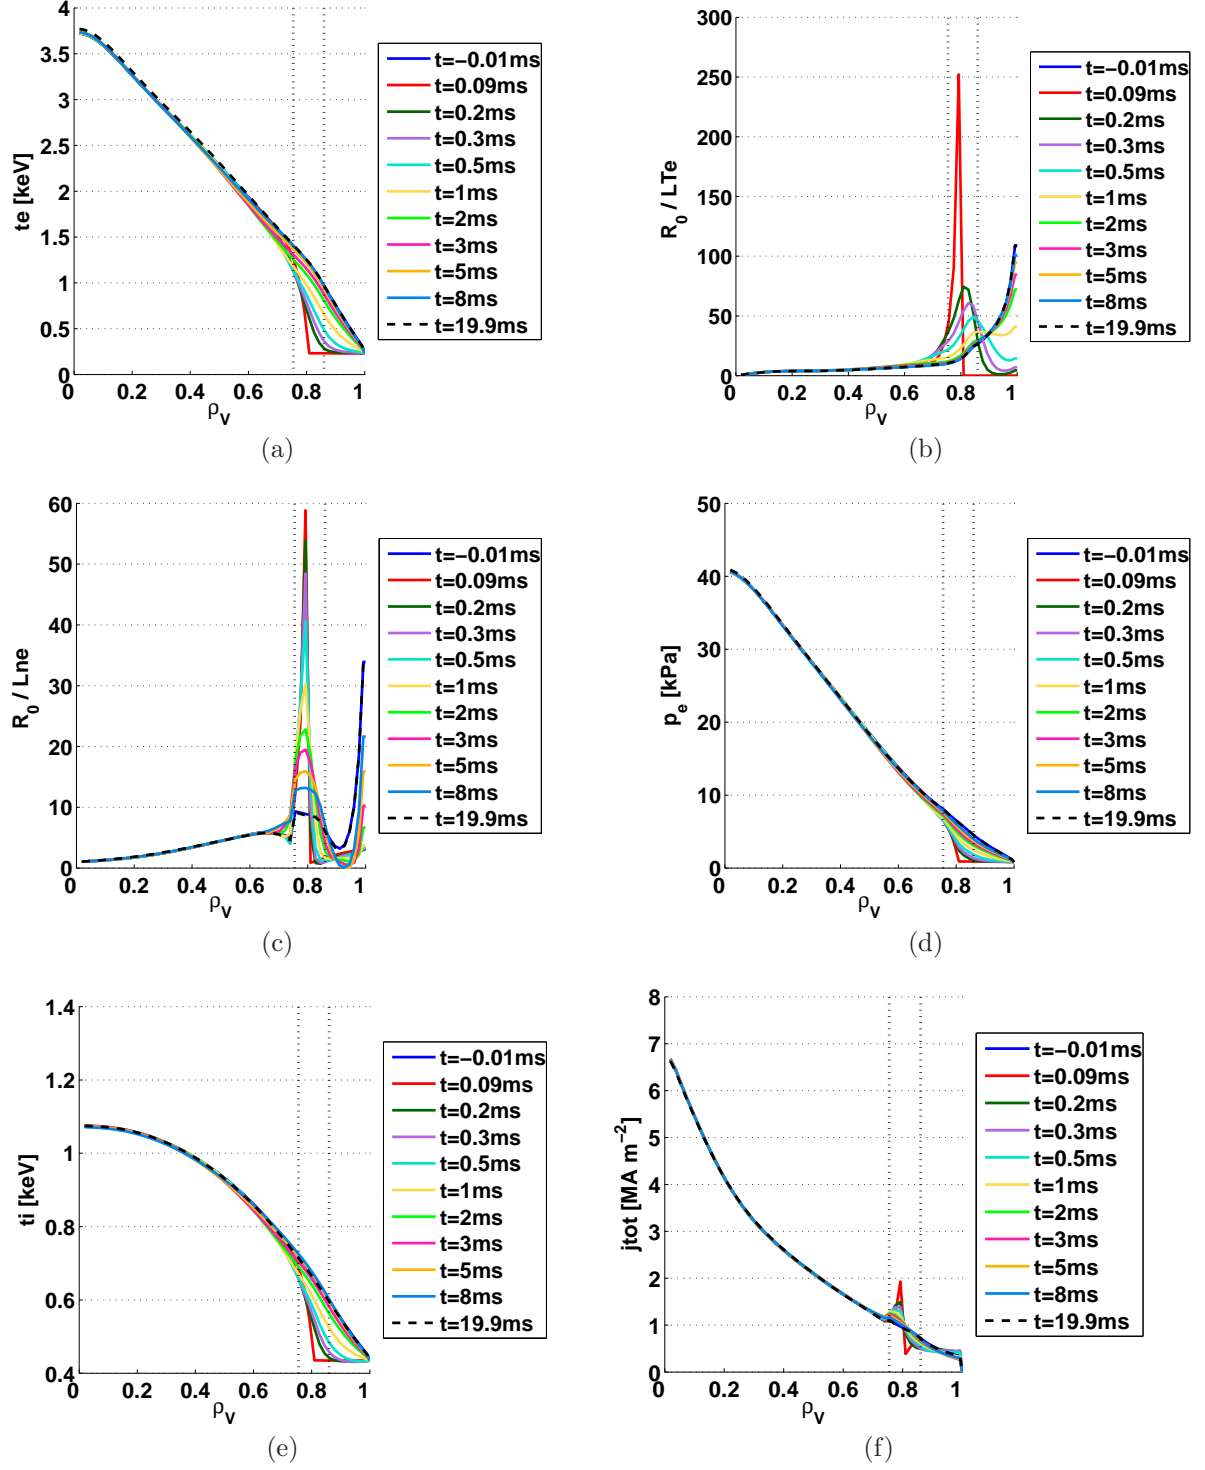 4
3.5
3
2.5
2
1.5
1
0.5
0
te [keV]
0 0.2 0.4 0.6 0.8 1
ρV
t=−0.01ms
t=0.09ms
t=0.2ms
t=0.3ms
t=0.5ms
t=1ms
t=2ms
t=3ms
t=5ms
t=8ms
t=19.9ms
(a)
300
250
200
150
100
50
0
R0 / LTe
0 0.2 0.4 0.6 0.8 1
ρV
t=−0.01ms
t=0.09ms
t=0.2ms
t=0.3ms
t=0.5ms
t=1ms
t=2ms
t=3ms
t=5ms
t=8ms
t=19.9ms
(b)
60
50
40
30
20
10
0
R0 / Lne
0 0.2 0.4 0.6 0.8 1
ρV
t=−0.01ms
t=0.09ms
t=0.2ms
t=0.3ms
t=0.5ms
t=1ms
t=2ms
t=3ms
t=5ms
t=8ms
t=19.9ms
(c)
50
40
30
20
10
0
pe [kPa]
0 0.2 0.4 0.6 0.8 1
ρV
t=−0.01ms
t=0.09ms
t=0.2ms
t=0.3ms
t=0.5ms
t=1ms
t=2ms
t=3ms
t=5ms
t=8ms
t=19.9ms
(d)
1.4
1.2
1
0.8
0.6
0.4
ti [keV]
0 0.2 0.4 0.6 0.8 1
ρV
t=−0.01ms
t=0.09ms
t=0.2ms
t=0.3ms
t=0.5ms
t=1ms
t=2ms
t=3ms
t=5ms
t=8ms
t=19.9ms
(e)
8
7
6
5
4
3
2
1
0
jtot [MA m−2]
0 0.2 0.4 0.6 0.8 1
ρV
t=−0.01ms
t=0.09ms
t=0.2ms
t=0.3ms
t=0.5ms
t=1ms
t=2ms
t=3ms
t=5ms
t=8ms
t=19.9ms
(f)